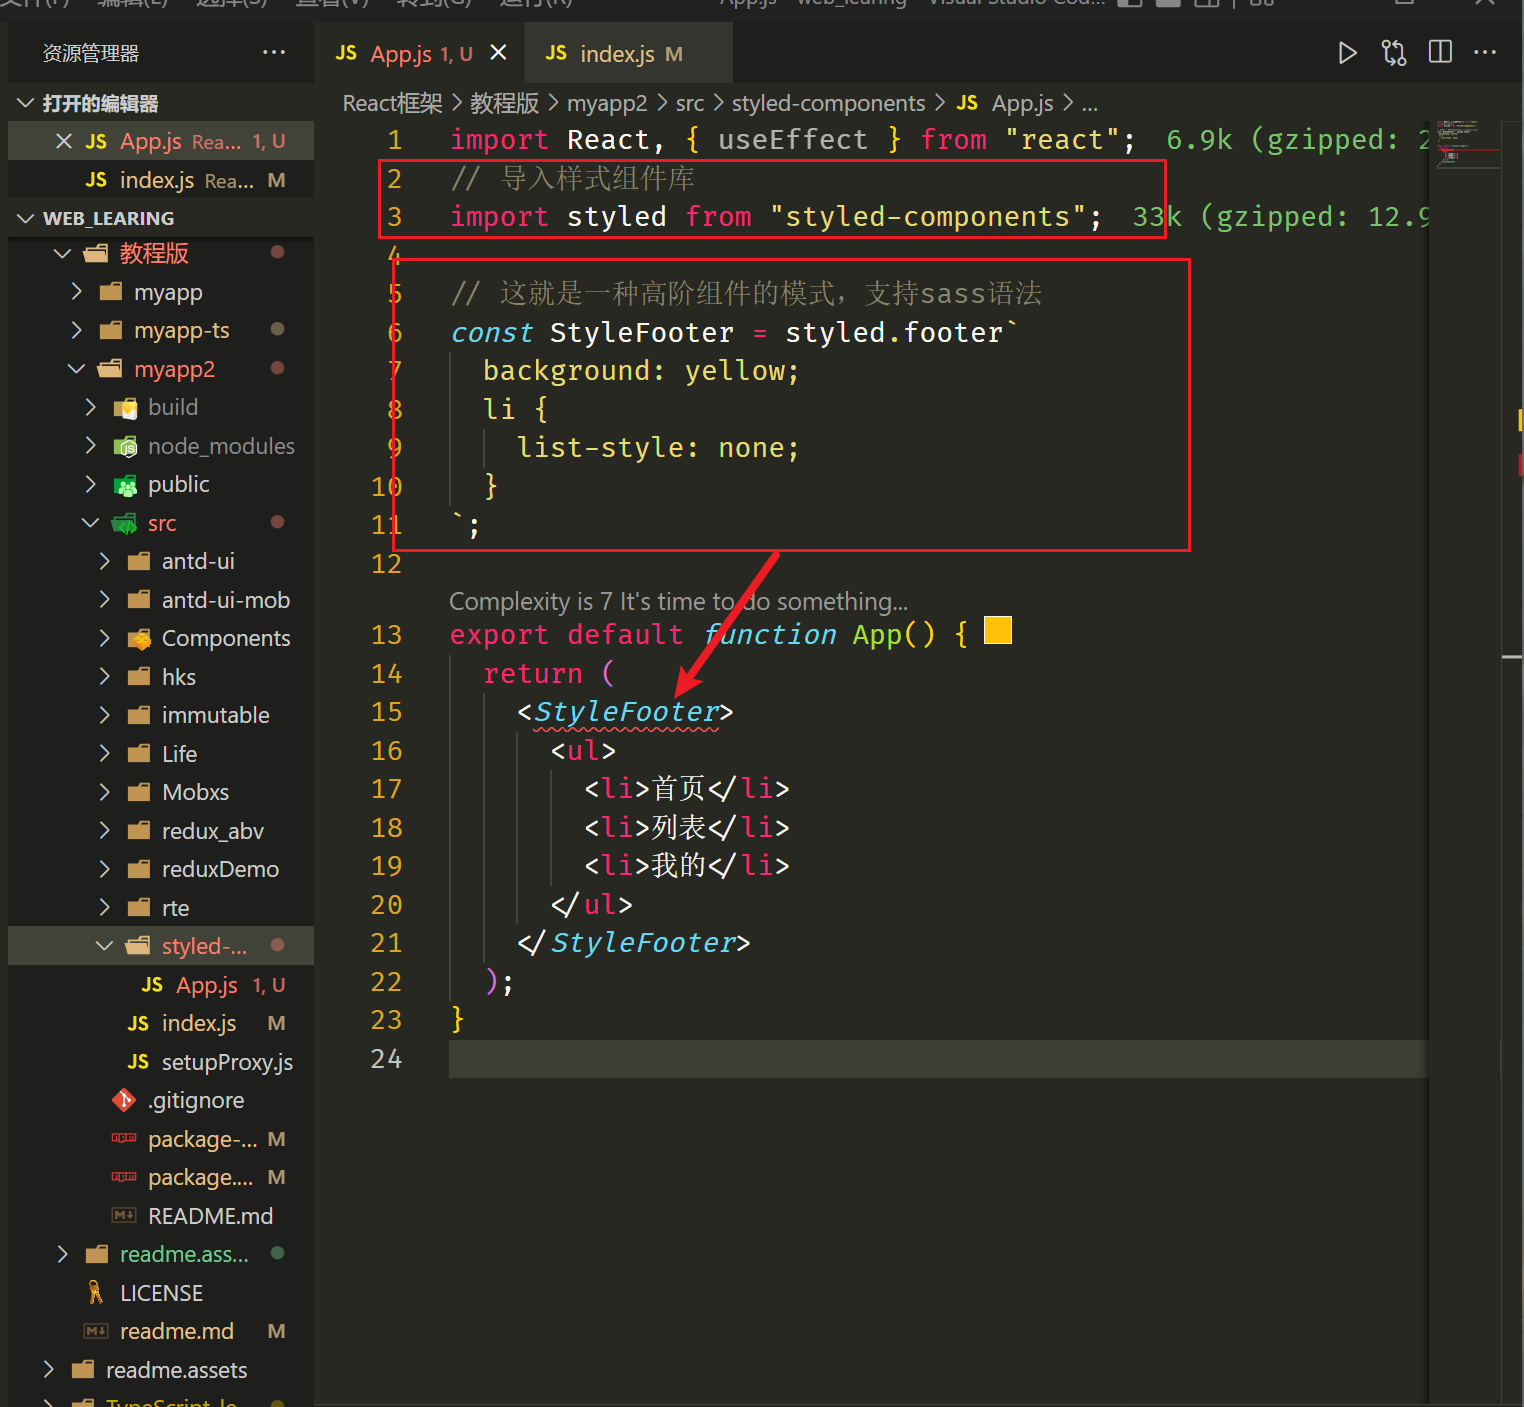 App.js - web_learing - Visual Studio Cod...
资源管理器
打开的编辑器
JS App.js Rea... 1, U
JS index.js Rea... M
WEB_LEARING
教程版
myapp
myapp-ts
myapp2
build
node_modules
public
src
antd-ui
antd-ui-mob
Components
hks
immutable
Life
Mobxs
redux_abv
reduxDemo
rte
styled-...
JS App.js 1, U
JS index.js M
JS setupProxy.js
.gitignore
package-... M
package.... M
README.md
readme.ass...
LICENSE
readme.md M
readme.assets
JS App.js 1, U
JS index.js M
React框架 > 教程版 > myapp2 > src > styled-components > JS App.js > ...
1 import React, { useEffect } from "react"; 6.9k (gzipped: 2
2 // 导入样式组件库
3 import styled from "styled-components"; 33k (gzipped: 12.9
4
5 // 这就是一种高阶组件的模式，支持sass语法
6 const StyleFooter = styled.footer`
7 background: yellow;
8 li {
9 list-style: none;
10 }
11 `;
12
Complexity is 7 It's time to do something...
13 export default function App() {
14 return (
15 <StyleFooter>
16 <ul>
17 <li>首页</li>
18 <li>列表</li>
19 <li>我的</li>
20 </ul>
21 </StyleFooter>
22 );
23 }
24